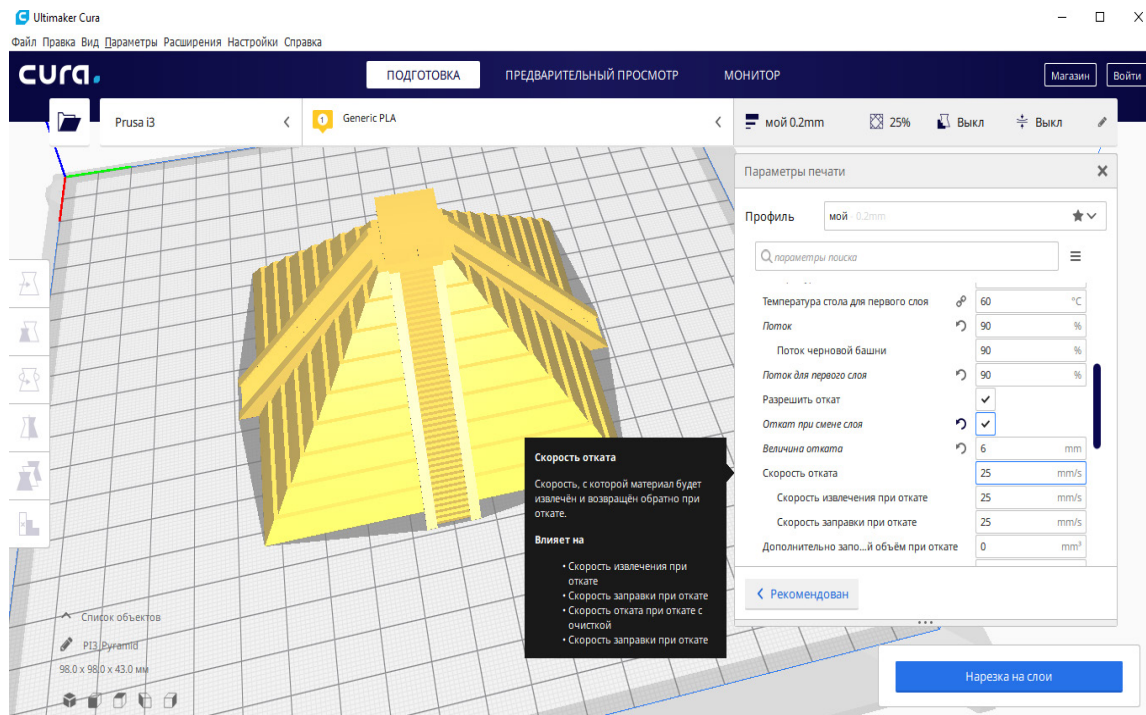 Ultimaker Cura
Файл Правка Вид Параметры Расширения Настройки Справка
cura.
ПОДГОТОВКА
ПРЕДВАРИТЕЛЬНЫЙ ПРОСМОТР
МОНИТОР
Магазин
Войти
Prusa i3
1
Generic PLA
мой 0.2mm
25%
Выкл
Выкл
Параметры печати
Профиль
мой 0.2mm
параметры поиска
Температура стола для первого слоя 60 °C
Поток 90 %
Поток черновой башни 90 %
Поток для первого слоя 90 %
Разрешить откат
Откат при смене слоя
Величина отката 6 mm
Скорость отката 25 mm/s
Скорость извлечения при откате 25 mm/s
Скорость заправки при откате 25 mm/s
Дополнительно запо...й объём при откате 0 mm³
Рекомендован
Скорость отката
Скорость, с которой материал будет
извлечён и возвращён обратно при
откате.
Влияет на
• Скорость извлечения при
откате
• Скорость заправки при откате
• Скорость отката при откате с
очисткой
• Скорость заправки при откате
Список объектов
PI3_Pyramid
98.0 x 98.0 x 43.0 мм
Нарезка на слои